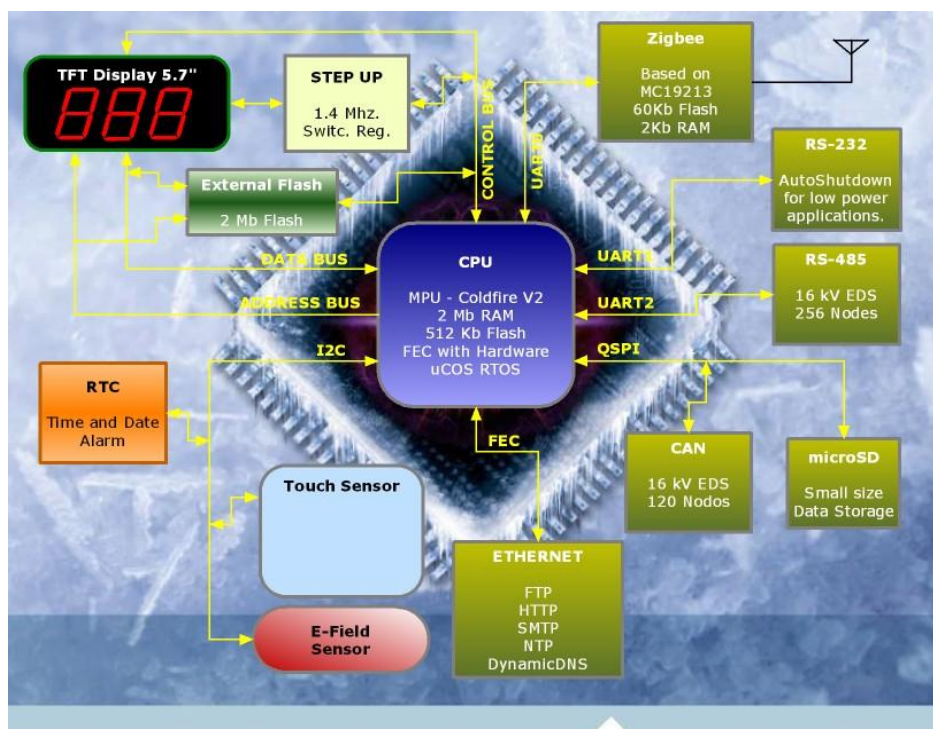 TFT Display 5.7"
888
STEP UP
1.4 Mhz.
Switc. Reg.
CONTROL BUS
UART0
Zigbee
Based on
MC19213
60Kb Flash
2Kb RAM
RS-232
AutoShutdown
for low power
applications.
External Flash
2 Mb Flash
DATA BUS
ADDRESS BUS
I2C
CPU
MPU - Coldfire V2
2 Mb RAM
512 Kb Flash
FEC with Hardware
uCOS RTOS
UART1
UART2
QSPI
FEC
RS-485
16 kV EDS
256 Nodes
RTC
Time and Date
Alarm
Touch Sensor
E-Field
Sensor
CAN
16 kV EDS
120 Nodos
microSD
Small size
Data Storage
ETHERNET
FTP
HTTP
SMTP
NTP
DynamicDNS